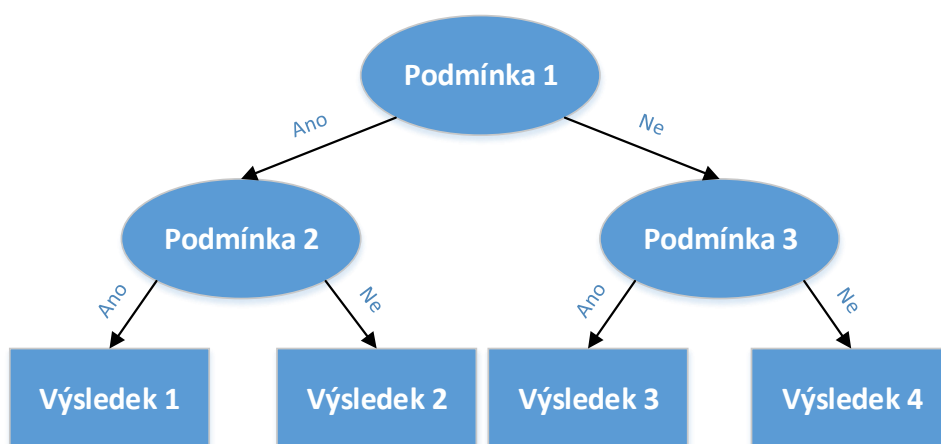 Podmínka 1
Ano
Ne
Podmínka 2
Podmínka 3
Ano
Ne
Ano
Ne
Výsledek 1
Výsledek 2
Výsledek 3
Výsledek 4